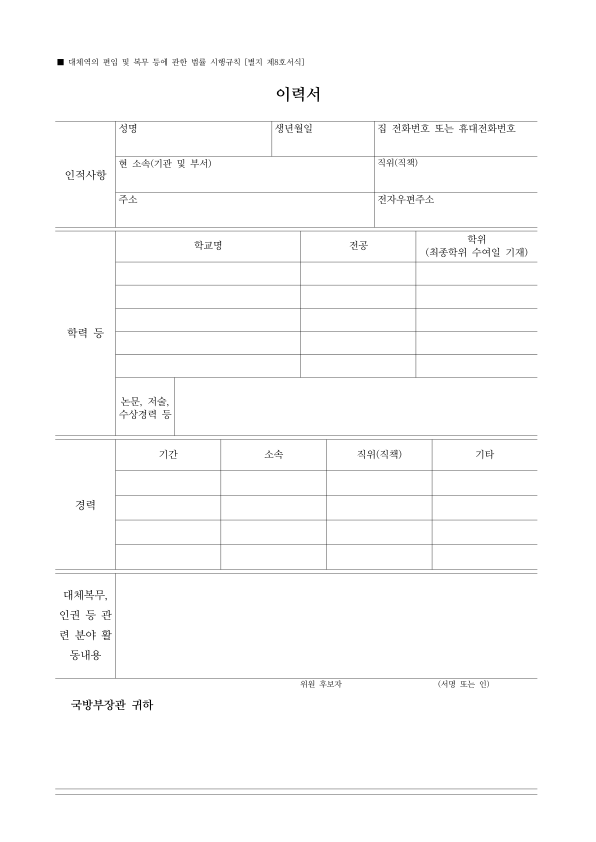 ■ 대체역의 편입 및 복무 등에 관한 법률 시행규칙 [별지 제8호서식]
이력서
인적사항
성명
생년월일
집 전화번호 또는 휴대전화번호
현 소속(기관 및 부서)
직위(직책)
주소
전자우편주소
학력 등
학교명
전공
학위
(최종학위 수여일 기재)
논문, 저술,
수상경력 등
경력
기간
소속
직위(직책)
기타
대체복무,
인권 등 관
련 분야 활
동내용
위원 후보자
(서명 또는 인)
국방부장관 귀하